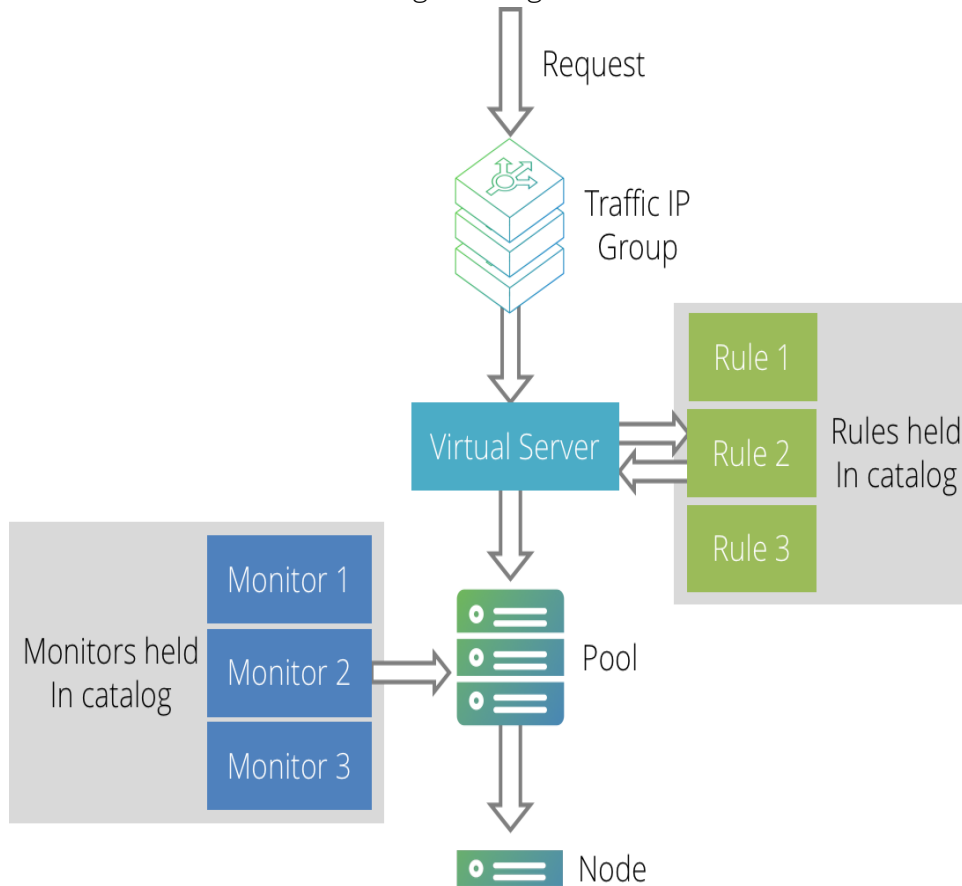 Request
Traffic IP
Group
Rule 1
Virtual Server
Rule 2
Rules held
In catalog
Rule 3
Monitor 1
Monitors held
In catalog
Monitor 2
Pool
Monitor 3
Node